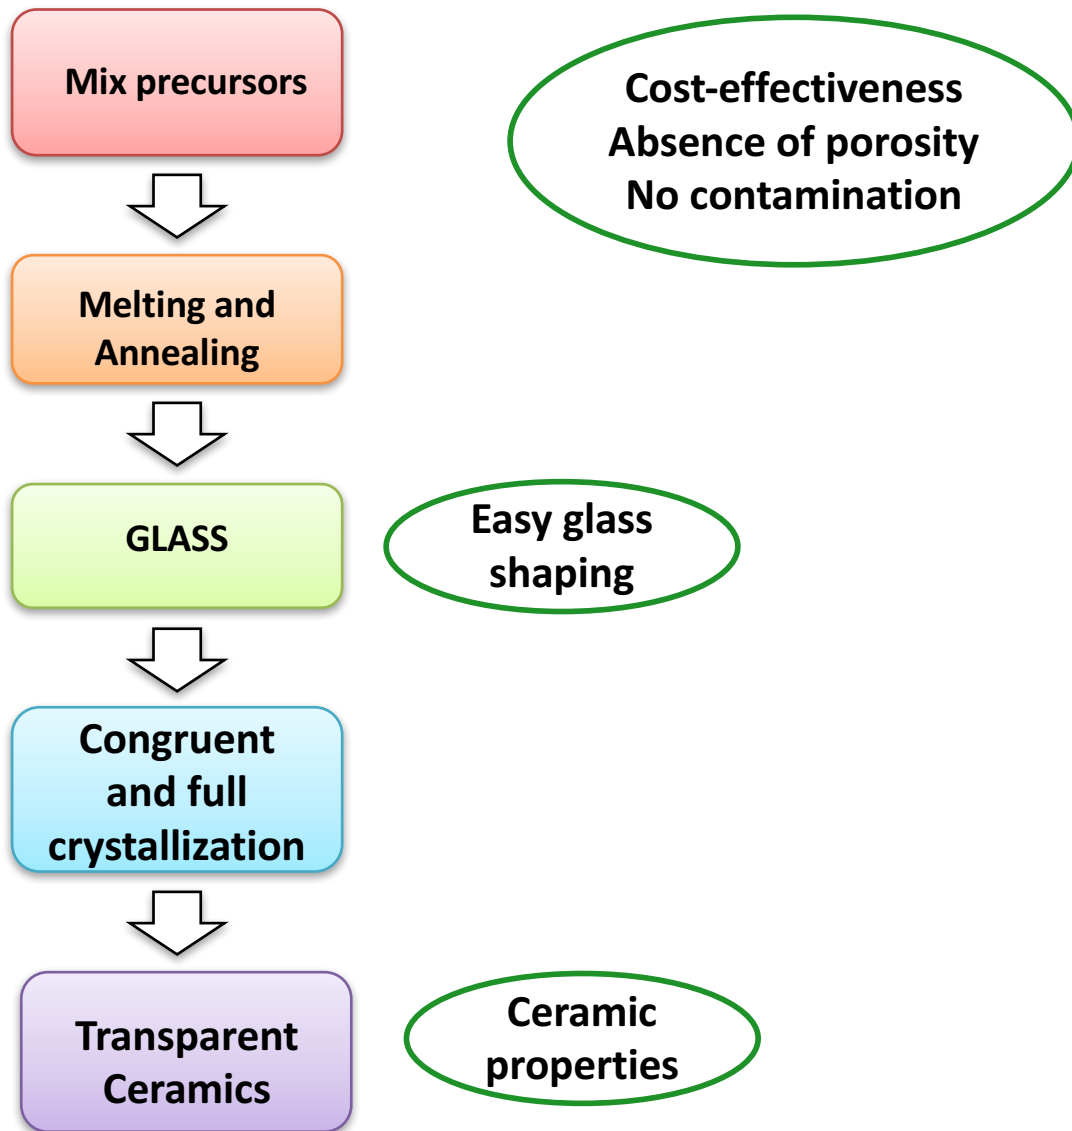 Mix precursors
Cost-effectiveness
Absence of porosity
No contamination
Melting and
Annealing
GLASS
Easy glass
shaping
Congruent
and full
crystallization
Transparent
Ceramics
Ceramic
properties